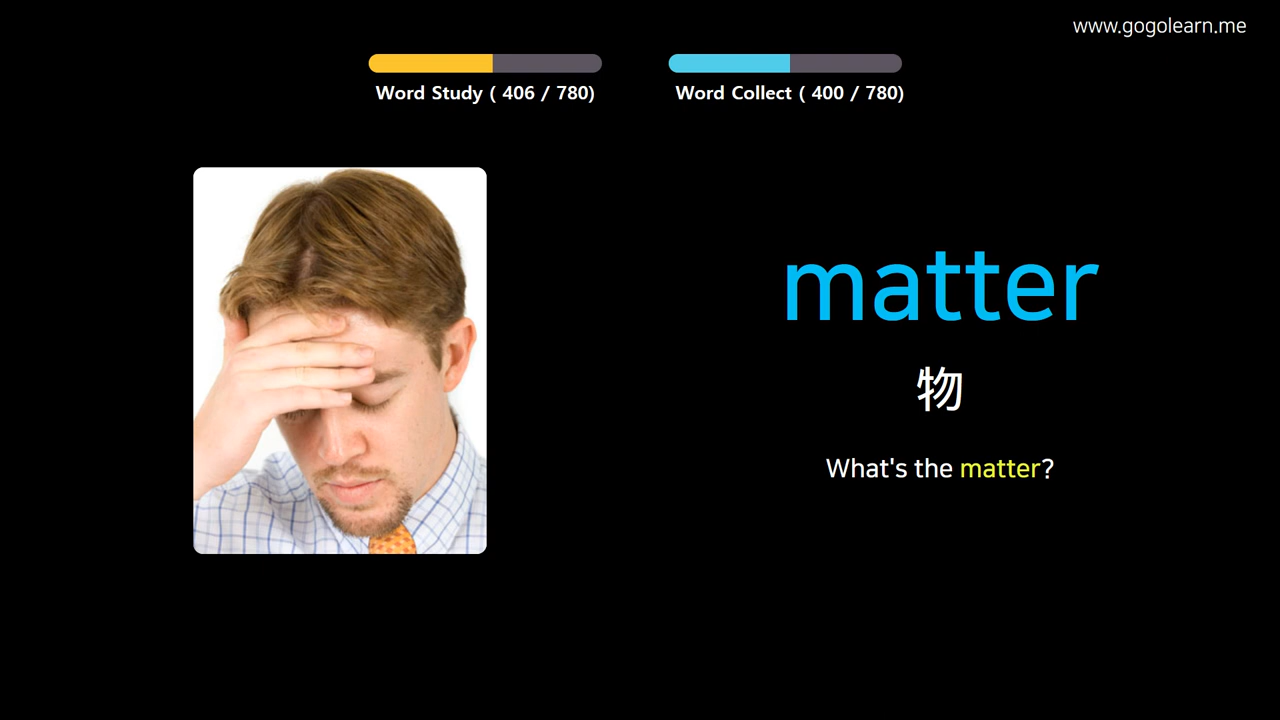 www.gogolearn.me
Word Study ( 406 / 780)
Word Collect ( 400 / 780)
matter
物
What's the matter?